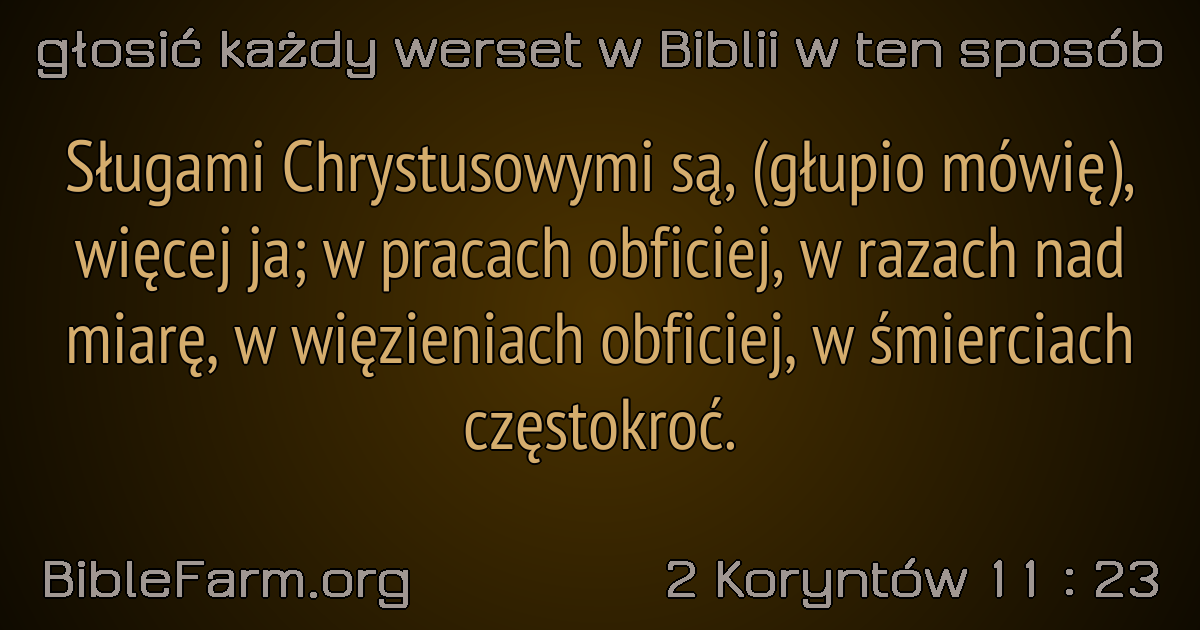 głosić każdy werset w Biblii w ten sposób
Sługami Chrystusowymi są, (głupio mówię),
więcej ja; w pracach obficiej, w razach nad
miarę, w więzieniach obficiej, w śmierciach
częstokroć.
BibleFarm.org
2 Koryntów 11 : 23